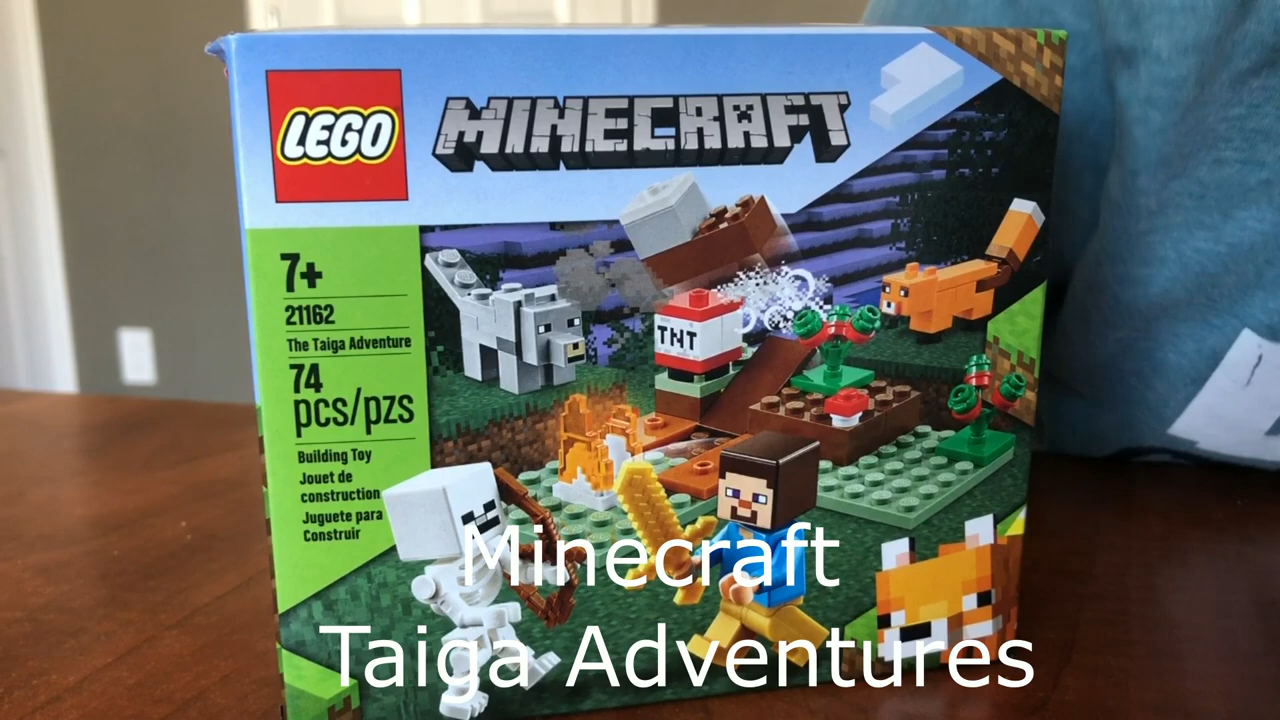 LEGO
MINECRAFT
7+
21162
The Taiga Adventure
74
pcs/pzs
Building Toy
Jouet de
construction
Juguete para
Construir
TNT
Minecraft
Taiga Adventures